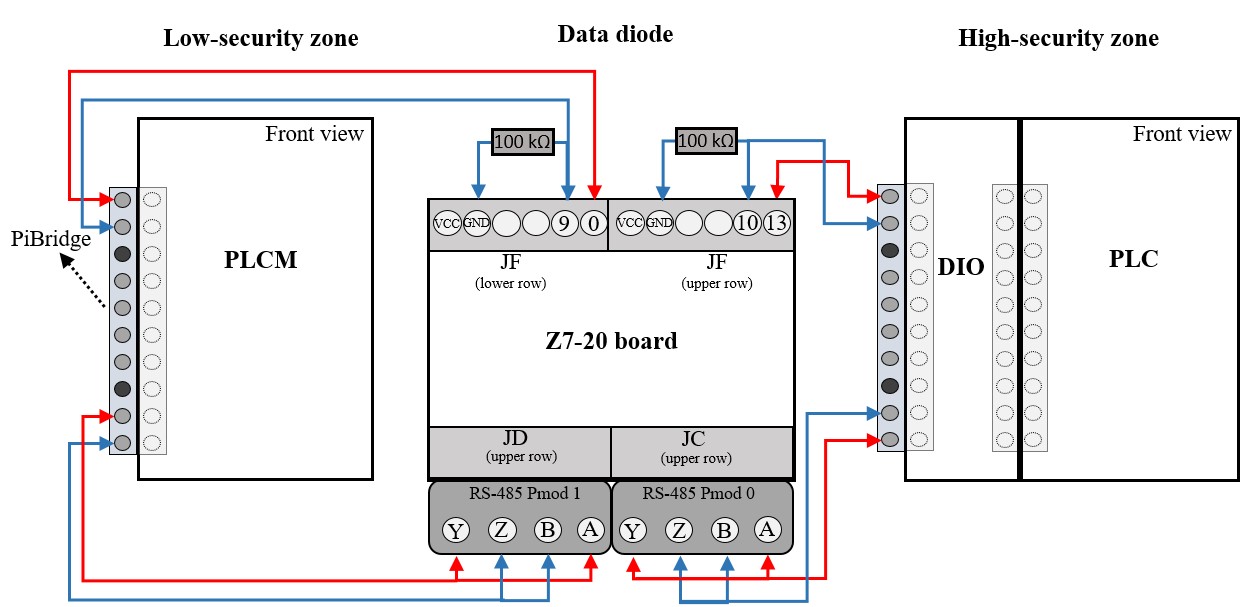 Low-security zone
Data diode
High-security zone
Front view
100 kΩ
100 kΩ
Front view
VCC GND 9 0 VCC GND 10 13
PiBridge
PLCM
JF
(lower row)
JF
(upper row)
DIO
PLC
Z7-20 board
JD
(upper row)
JC
(upper row)
RS-485 Pmod 1
RS-485 Pmod 0
Y Z B A Y Z B A